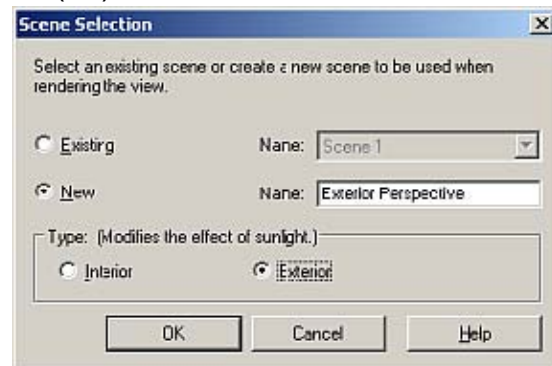 Scene Selection
Select an existing scene or create a new scene to be used when
rendering the view.
Existing Name: Scene 1
New Name: Exterior Perspective
Type: (Modifies the effect of sunlight.)
Interior Exterior
OK Cancel Help